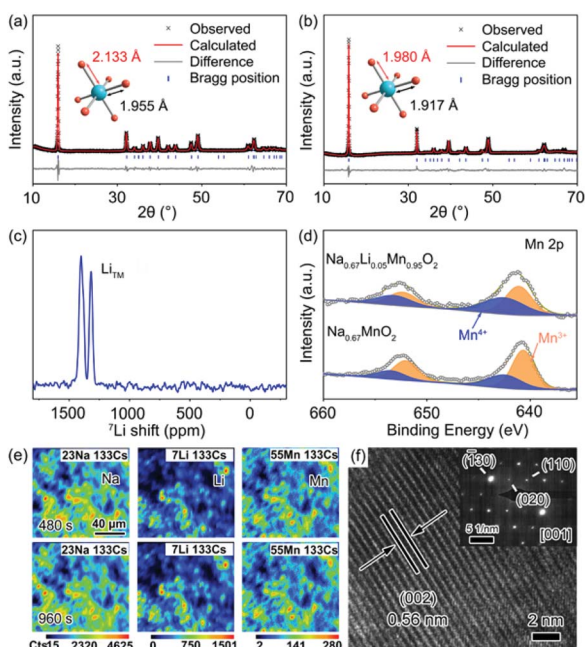 (a)
2.133 Å
1.955 Å
Observed
Calculated
Difference
Bragg position
Intensity (a.u.)
10 20 30 40 50 60 70
2θ (°)
(b)
1.980 Å
1.917 Å
Observed
Calculated
Difference
Bragg position
Intensity (a.u.)
10 20 30 40 50 60 70
2θ (°)
(c)
Li_TM
1500 1000 500 0
⁷Li shift (ppm)
(d)
Mn 2p
Na₀.₆₇Li₀.₀₅Mn₀.₉₅O₂
Mn⁴⁺
Na₀.₆₇MnO₂
Mn³⁺
Intensity (a.u.)
660 650 640
Binding Energy (eV)
(e)
23Na 133Cs 7Li 133Cs 55Mn 133Cs
Na Li Mn
480 s 40 μm
23Na 133Cs 7Li 133Cs 55Mn 133Cs
960 s
Cts15 2320 4625 0 750 1501 2 141 280
(f)
(1̄30) (110)
(020)
5 1/nm [001]
(002)
0.56 nm
2 nm